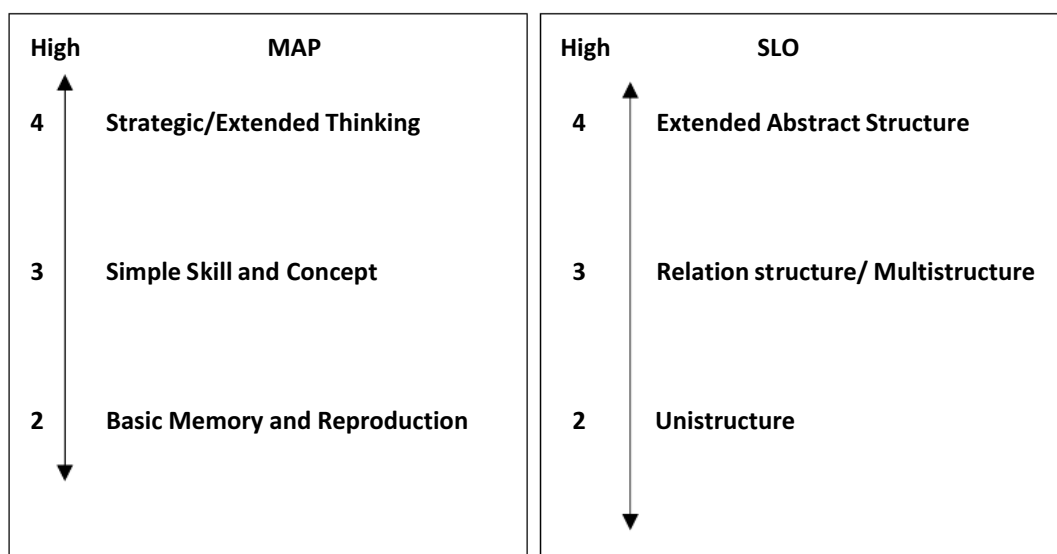 High MAP
4 Strategic/Extended Thinking
3 Simple Skill and Concept
2 Basic Memory and Reproduction
High SLO
4 Extended Abstract Structure
3 Relation structure/ Multistructure
2 Unistructure